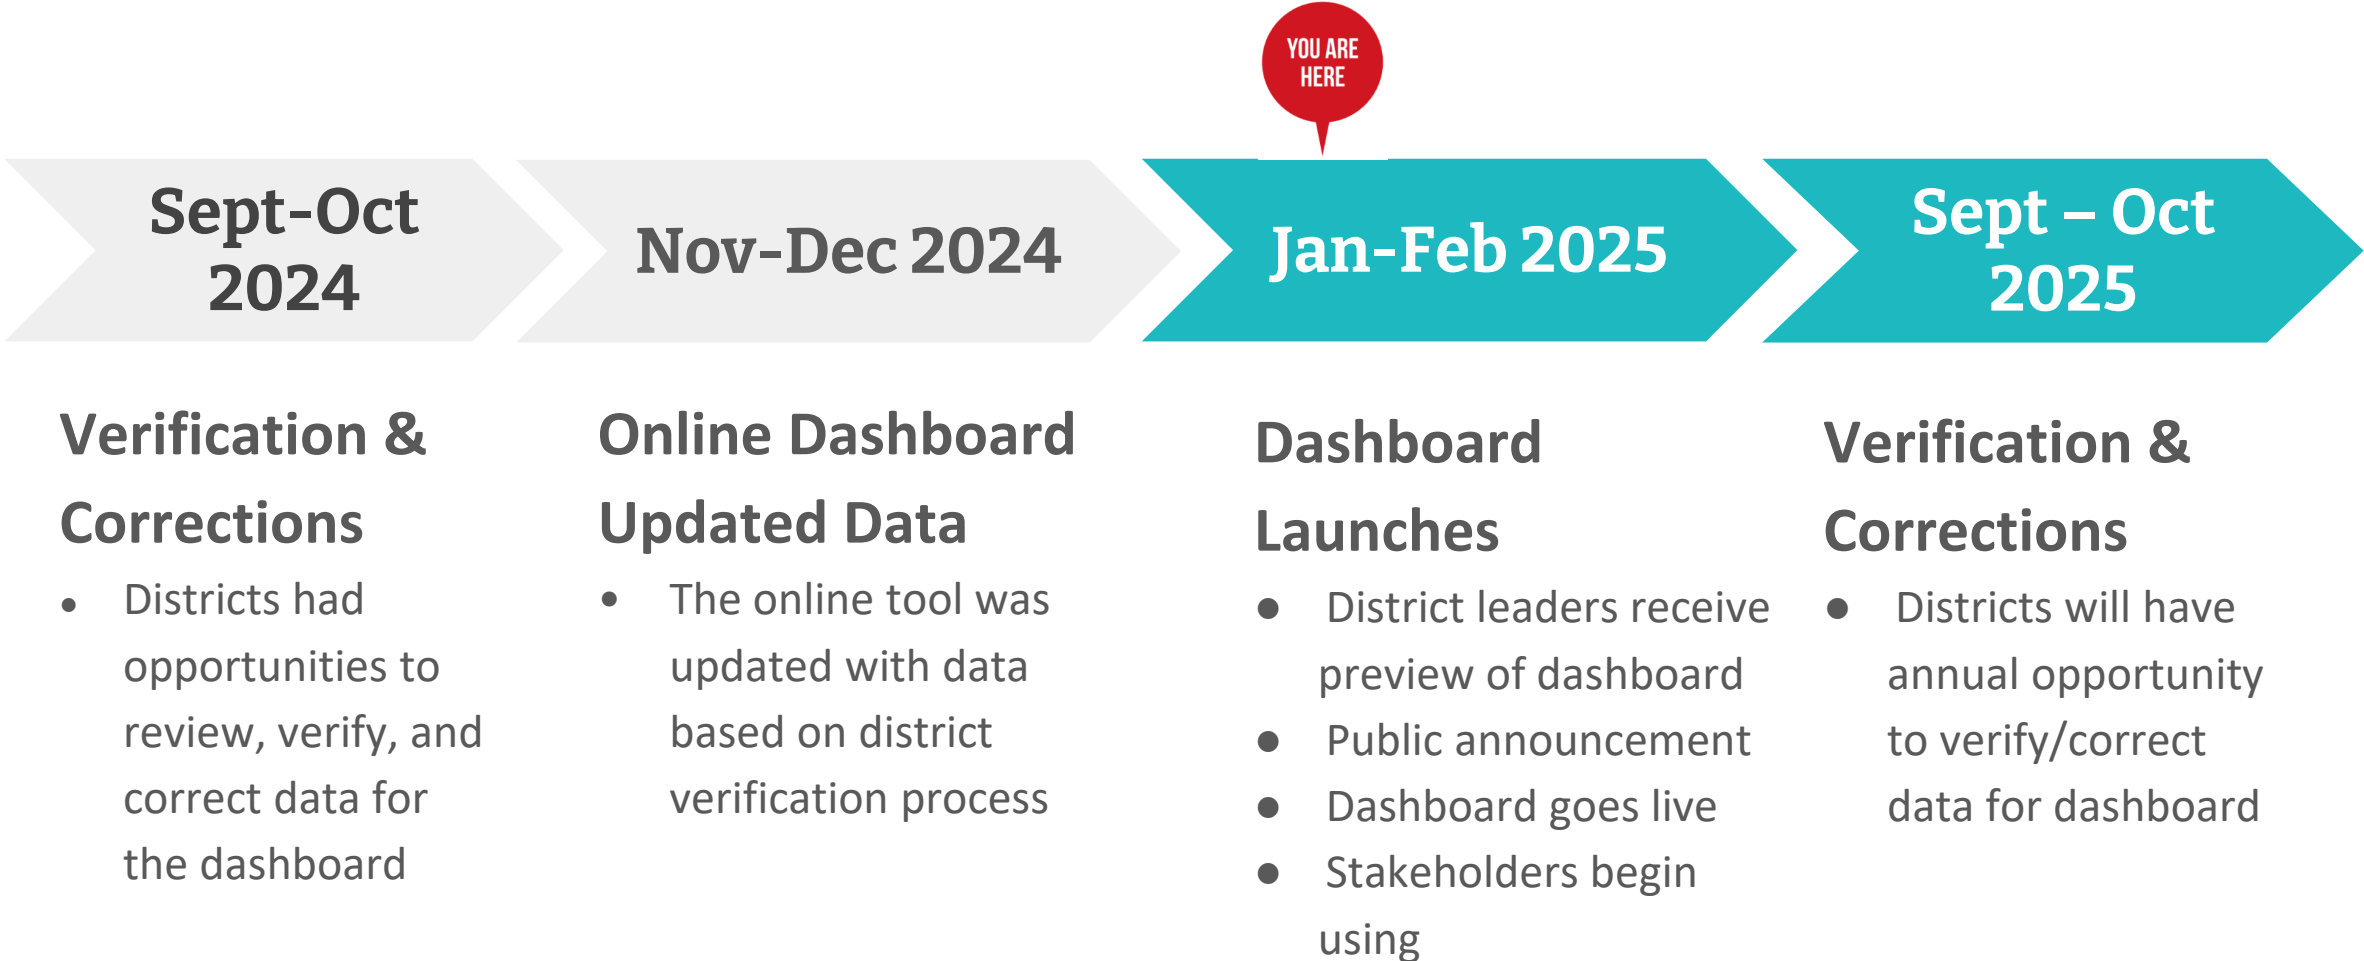 YOU ARE
HERE
Sept-Oct
2024
Nov-Dec 2024
Jan-Feb 2025
Sept – Oct
2025
Verification &
Corrections
• Districts had
opportunities to
review, verify, and
correct data for
the dashboard
Online Dashboard
Updated Data
• The online tool was
updated with data
based on district
verification process
Dashboard
Launches
● District leaders receive
preview of dashboard
● Public announcement
● Dashboard goes live
● Stakeholders begin
using
Verification &
Corrections
● Districts will have
annual opportunity
to verify/correct
data for dashboard